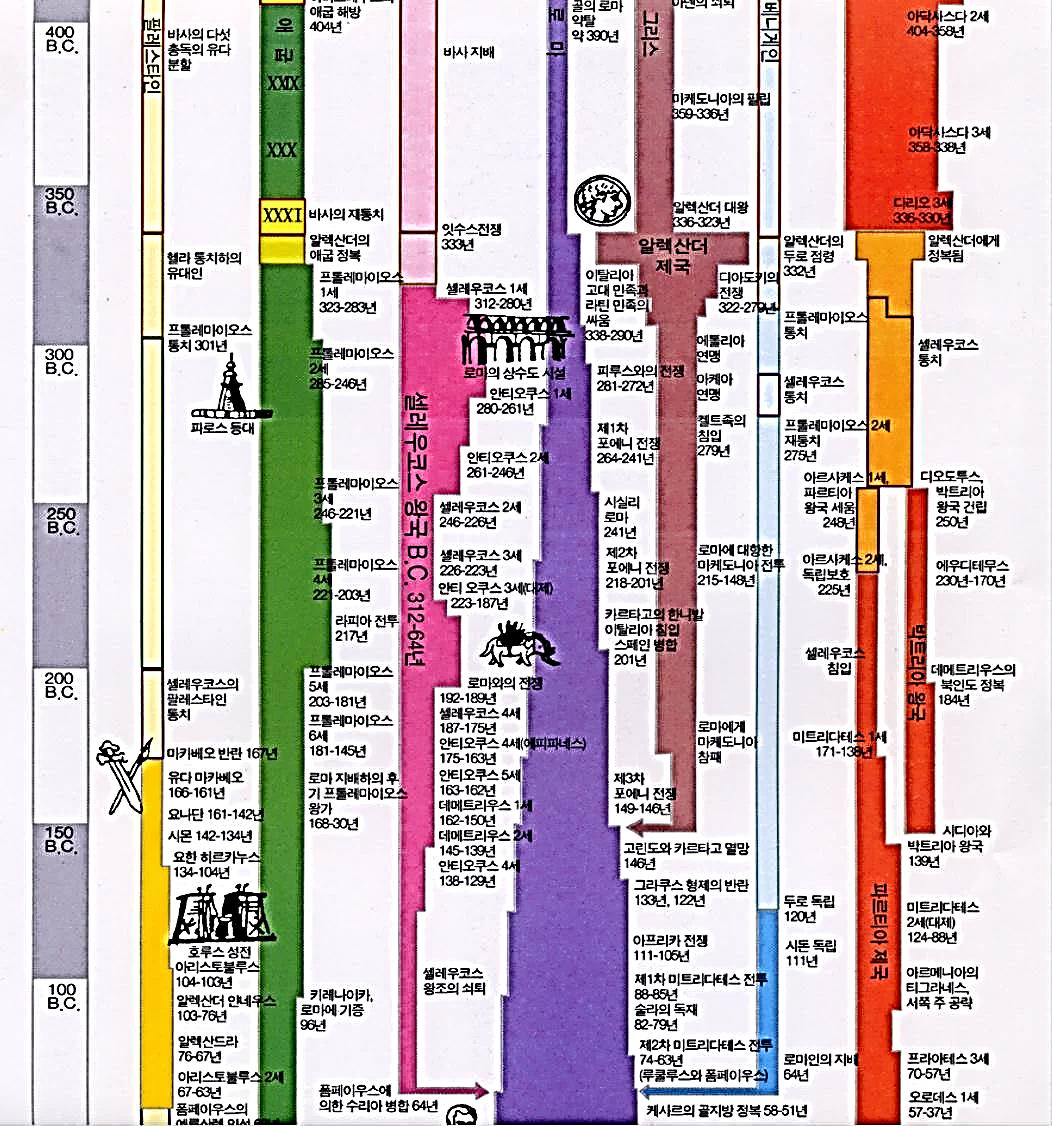 400
B.C.
350
B.C.
300
B.C.
250
B.C.
200
B.C.
150
B.C.
100
B.C.
팔레스타인
바사의 다섯
총독의 유다
분할
헬라 통치하의
유대인
프톨레마이오스
통치 301년
파로스 등대
셀레우코스의
팔레스타인
통치
마카베오 반란 167년
유다 마카베오
166-161년
요나단 161-142년
시몬 142-134년
요한 히르카누스
134-104년
호루스 성전
아리스토불루스
104-103년
알렉산더 얀네우스
103-76년
알렉산드라
76-67년
아리스토불루스 2세
67-63년
폼페이우스의
애굽
XXIX
XXX
XXXI
애굽 해방
404년
바사의 재통치
알렉산더의
애굽 정복
프톨레마이오스
1세
323-283년
프톨레마이오스
2세
285-246년
프톨레마이오스
3세
246-221년
프톨레마이오스
4세
221-203년
라피아 전투
217년
프톨레마이오스
5세
203-181년
프톨레마이오스
6세
181-145년
로마 지배하의 후
기 프톨레마이오스
왕가
168-30년
키레나이카,
로마에 기증
96년
바사 지배
잇수스전쟁
333년
셀레우코스 왕국 B.C. 312-64년
셀레우코스 1세
312-280년
로마의 상수도 시설
안티오쿠스 1세
280-261년
안티오쿠스 2세
261-246년
셀레우코스 2세
246-226년
셀레우코스 3세
226-223년
안티 오쿠스 3세(대제)
223-187년
로마와의 전쟁
192-189년
셀레우코스 4세
187-175년
안티오쿠스 4세(에피파네스)
175-163년
안티오쿠스 5세
163-162년
데메트리우스 1세
162-150년
데메트리우스 2세
145-139년
안티오쿠스 4세
138-129년
셀레우코스
왕조의 쇠퇴
폼페이우스에
의한 수리아 병합 64년
로마
골의 로마
약탈
약 390년
이탈리아
고대 민족과
라틴 민족의
싸움
338-290년
피루스와의 전쟁
281-272년
제1차
포에니 전쟁
264-241년
시실리
로마
241년
제2차
포에니 전쟁
218-201년
카르타고의 한니발
이탈리아 침입
스페인 병합
201년
제3차
포에니 전쟁
149-146년
고린도와 카르타고 멸망
146년
그라쿠스 형제의 반란
133년, 122년
아프리카 전쟁
111-105년
제1차 미트리다테스 전투
88-85년
술라의 독재
82-79년
제2차 미트리다테스 전투
74-63년
(루쿨루스와 폼페이우스)
케사르의 골지방 정복 58-51년
그리스
마케도니아의 필립
359-336년
알렉산더 대왕
336-323년
알렉산더
제국
디아도키의
전쟁
322-279년
에톨리아
연맹
아케아
연맹
켈트족의
침입
279년
로마에 대항한
마케도니아 전투
215-148년
로마에게
마케도니아
참패
알렉산더의
두로 점령
332년
프톨레마이오스
통치
셀레우코스
통치
프톨레마이오스 2세
재통치
275년
두로 독립
120년
시돈 독립
111년
로마인의 지배
64년
아닥사스다 2세
404-358년
아닥사스다 3세
358-338년
다리오 3세
336-330년
알렉산더에게
정복됨
셀레우코스
통치
아르사케스 1세,
파르티아
왕국 세움
248년
디오도투스,
박트리아
왕국 건립
250년
아르사케스 2세,
독립보호
225년
에우디데무스
230년-170년
셀레우코스
침입
박트리아 왕국
데메트리우스의
북인도 정복
184년
미트리다테스 1세
171-138년
시디아와
박트리아 왕국
139년
파르티아 제국
미트리다테스
2세(대제)
124-88년
아르메니아의
티그라네스,
서쪽 주 공략
프라아테스 3세
70-57년
오로데스 1세
57-37년